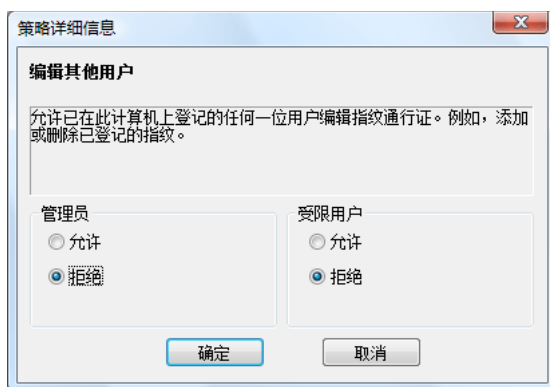 策略详细信息
编辑其他用户
允许已在此计算机上登记的任何一位用户编辑指纹通行证。例如，添加
或删除已登记的指纹。
管理员
受限用户
允许
允许
拒绝
拒绝
确定
取消